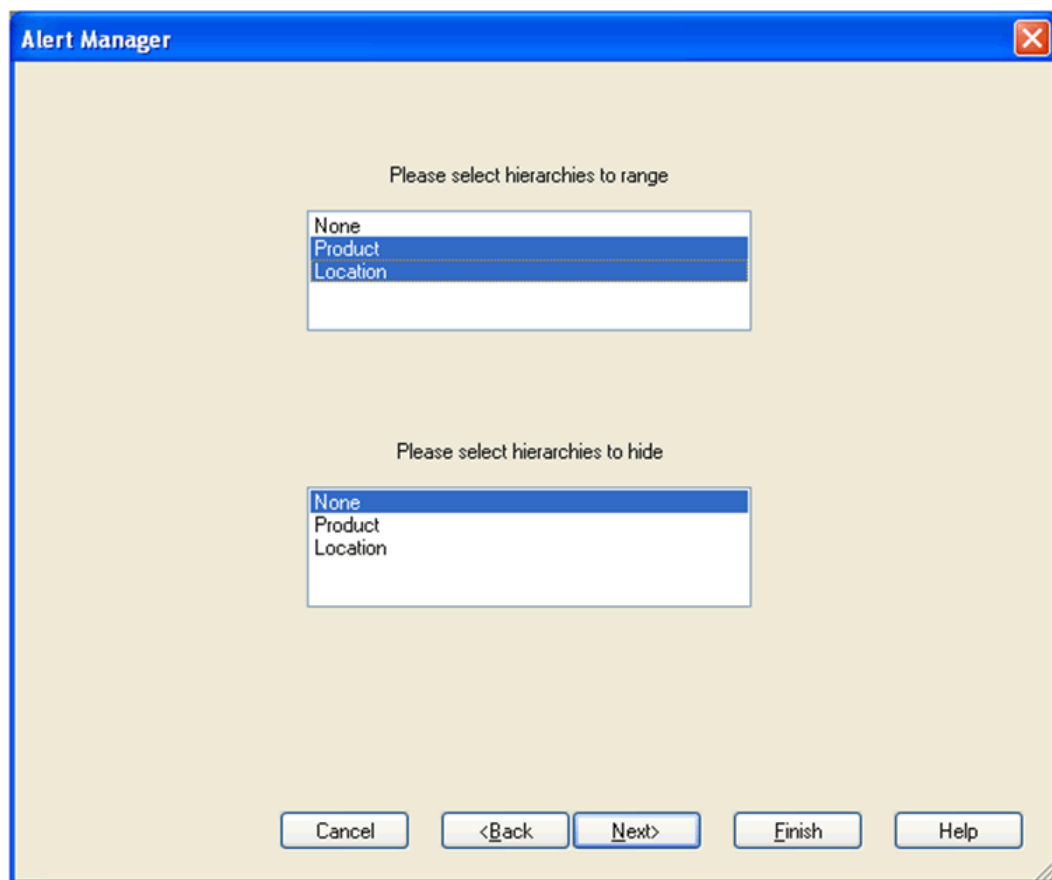 Alert Manager
Please select hierarchies to range
None
Product
Location
Please select hierarchies to hide
None
Product
Location
Cancel <Back Next> Finish Help